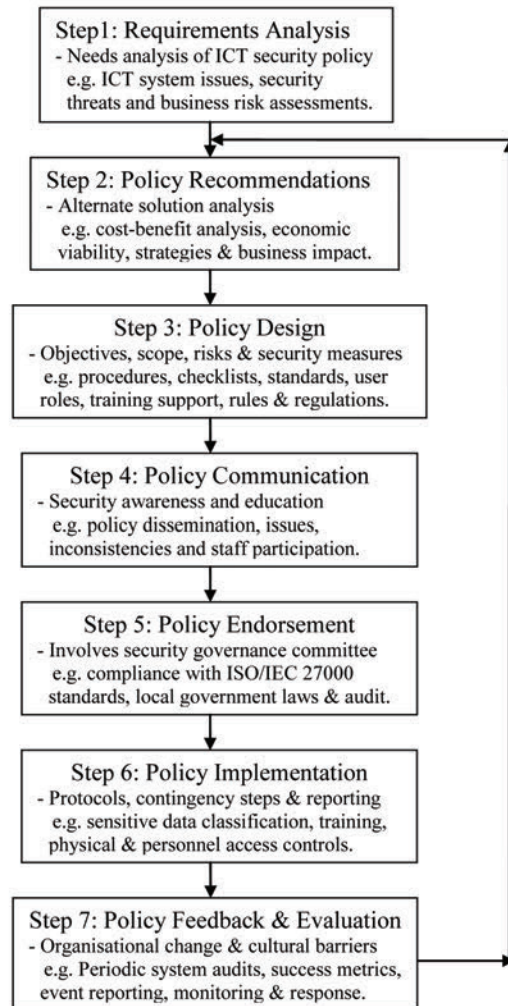 Step1: Requirements Analysis
- Needs analysis of ICT security policy
e.g. ICT system issues, security
threats and business risk assessments.
Step 2: Policy Recommendations
- Alternate solution analysis
e.g. cost-benefit analysis, economic
viability, strategies & business impact.
Step 3: Policy Design
- Objectives, scope, risks & security measures
e.g. procedures, checklists, standards, user
roles, training support, rules & regulations.
Step 4: Policy Communication
- Security awareness and education
e.g. policy dissemination, issues,
inconsistencies and staff participation.
Step 5: Policy Endorsement
- Involves security governance committee
e.g. compliance with ISO/IEC 27000
standards, local government laws & audit.
Step 6: Policy Implementation
- Protocols, contingency steps & reporting
e.g. sensitive data classification, training,
physical & personnel access controls.
Step 7: Policy Feedback & Evaluation
- Organisational change & cultural barriers
e.g. Periodic system audits, success metrics,
event reporting, monitoring & response.